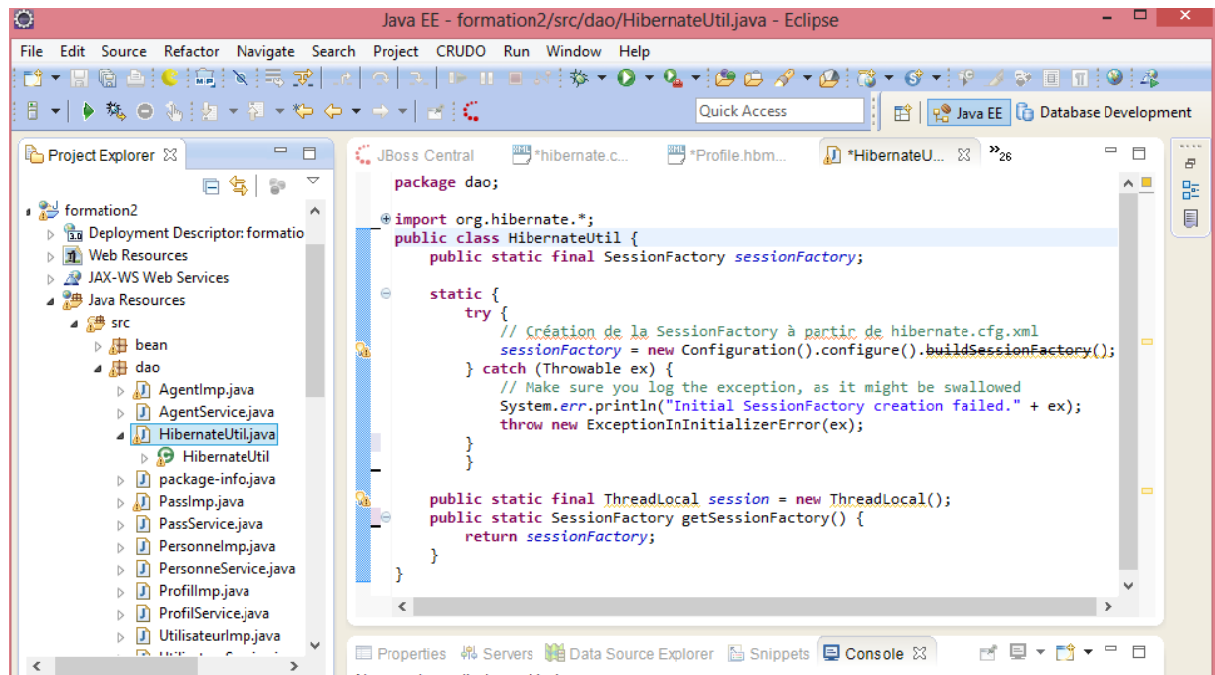 Java EE - formation2/src/dao/HibernateUtil.java - Eclipse
File Edit Source Refactor Navigate Search Project CRUDO Run Window Help
Quick Access
Java EE
Database Development
Project Explorer
formation2
Deployment Descriptor: formatio
Web Resources
JAX-WS Web Services
Java Resources
src
bean
dao
AgentImp.java
AgentService.java
HibernateUtil.java
HibernateUtil
package-info.java
PassImp.java
PassService.java
PersonneImp.java
PersonneService.java
ProfilImp.java
ProfilService.java
UtilisateurImp.java
JBoss Central
*hibernate.c...
*Profile.hbm...
*HibernateU...
»26
package dao;
import org.hibernate.*;
public class HibernateUtil {
public static final SessionFactory sessionFactory;
static {
try {
// Création de la SessionFactory à partir de hibernate.cfg.xml
sessionFactory = new Configuration().configure().buildSessionFactory();
} catch (Throwable ex) {
// Make sure you log the exception, as it might be swallowed
System.err.println("Initial SessionFactory creation failed." + ex);
throw new ExceptionInInitializerError(ex);
}
}
public static final ThreadLocal session = new ThreadLocal();
public static SessionFactory getSessionFactory() {
return sessionFactory;
}
}
Properties
Servers
Data Source Explorer
Snippets
Console